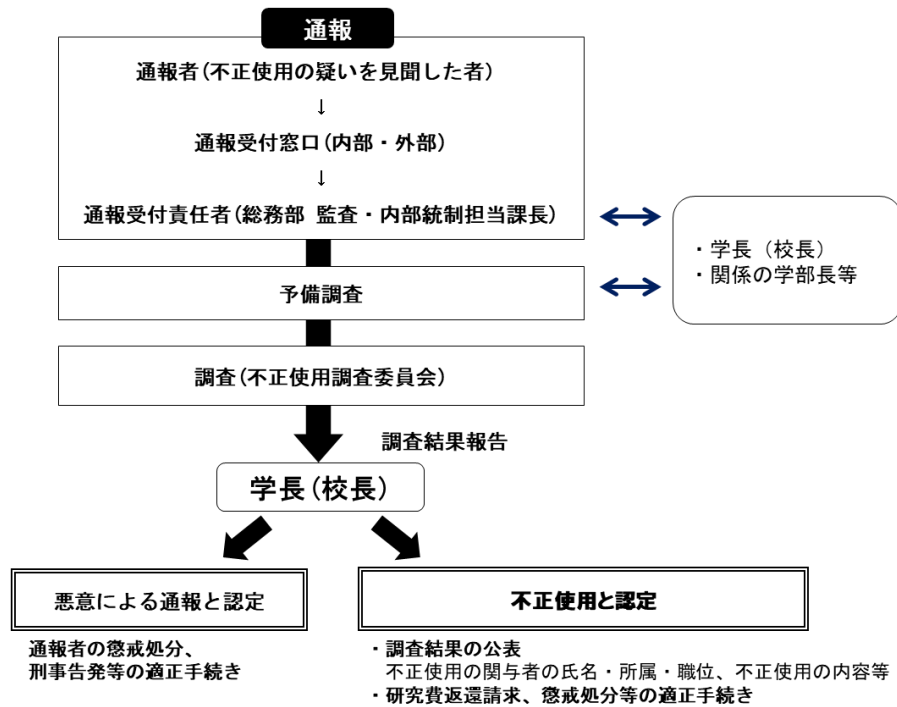 通報
通報者(不正使用の疑いを見聞した者)
↓
通報受付窓口(内部・外部)
↓
通報受付責任者(総務部 監査・内部統制担当課長)
・学長（校長）
・関係の学部長等
予備調査
調査(不正使用調査委員会)
調査結果報告
学長(校長)
悪意による通報と認定
通報者の懲戒処分、
刑事告発等の適正手続き
不正使用と認定
・調査結果の公表
不正使用の関与者の氏名・所属・職位、不正使用の内容等
・研究費返還請求、懲戒処分等の適正手続き